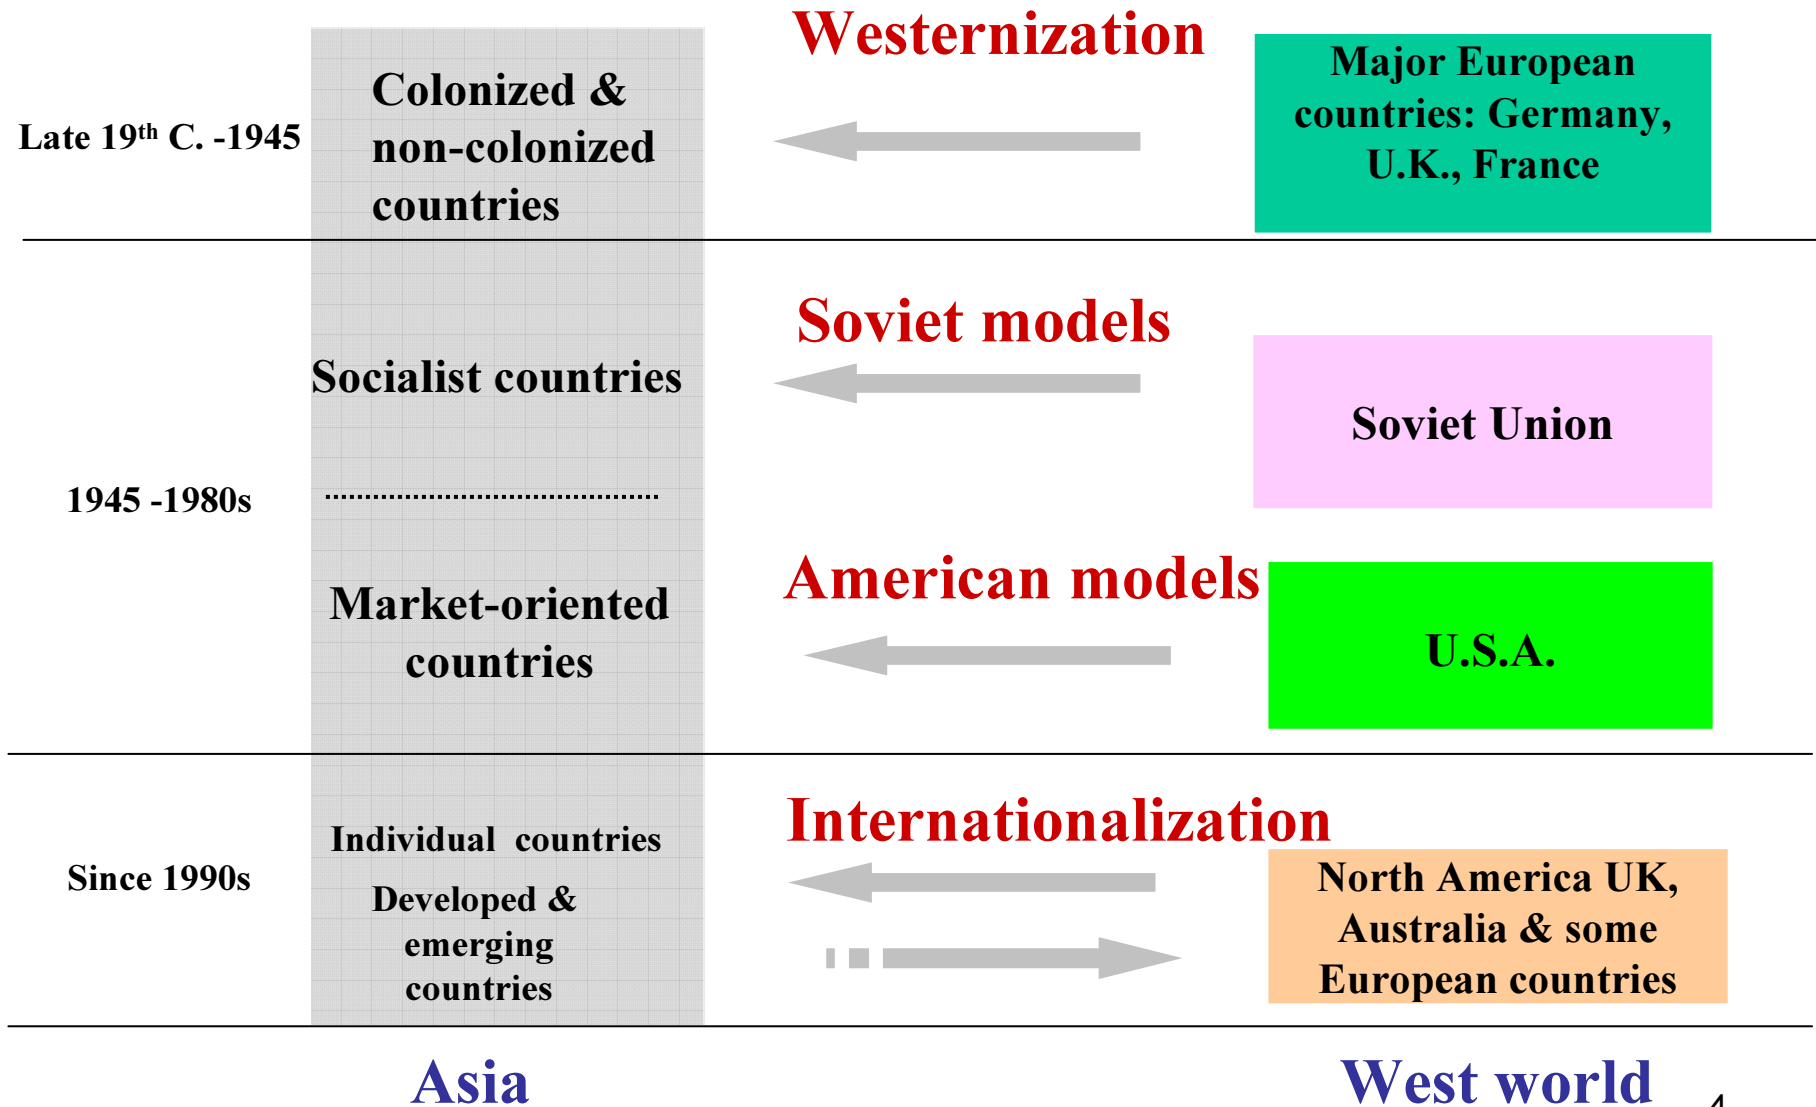 Westernization
Late 19th C. -1945
Colonized &
non-colonized
countries
Major European
countries: Germany,
U.K., France
Soviet models
Socialist countries
Soviet Union
1945 -1980s
American models
Market-oriented
countries
U.S.A.
Internationalization
Since 1990s
Individual countries
Developed &
emerging
countries
North America UK,
Australia & some
European countries
Asia
West world
4